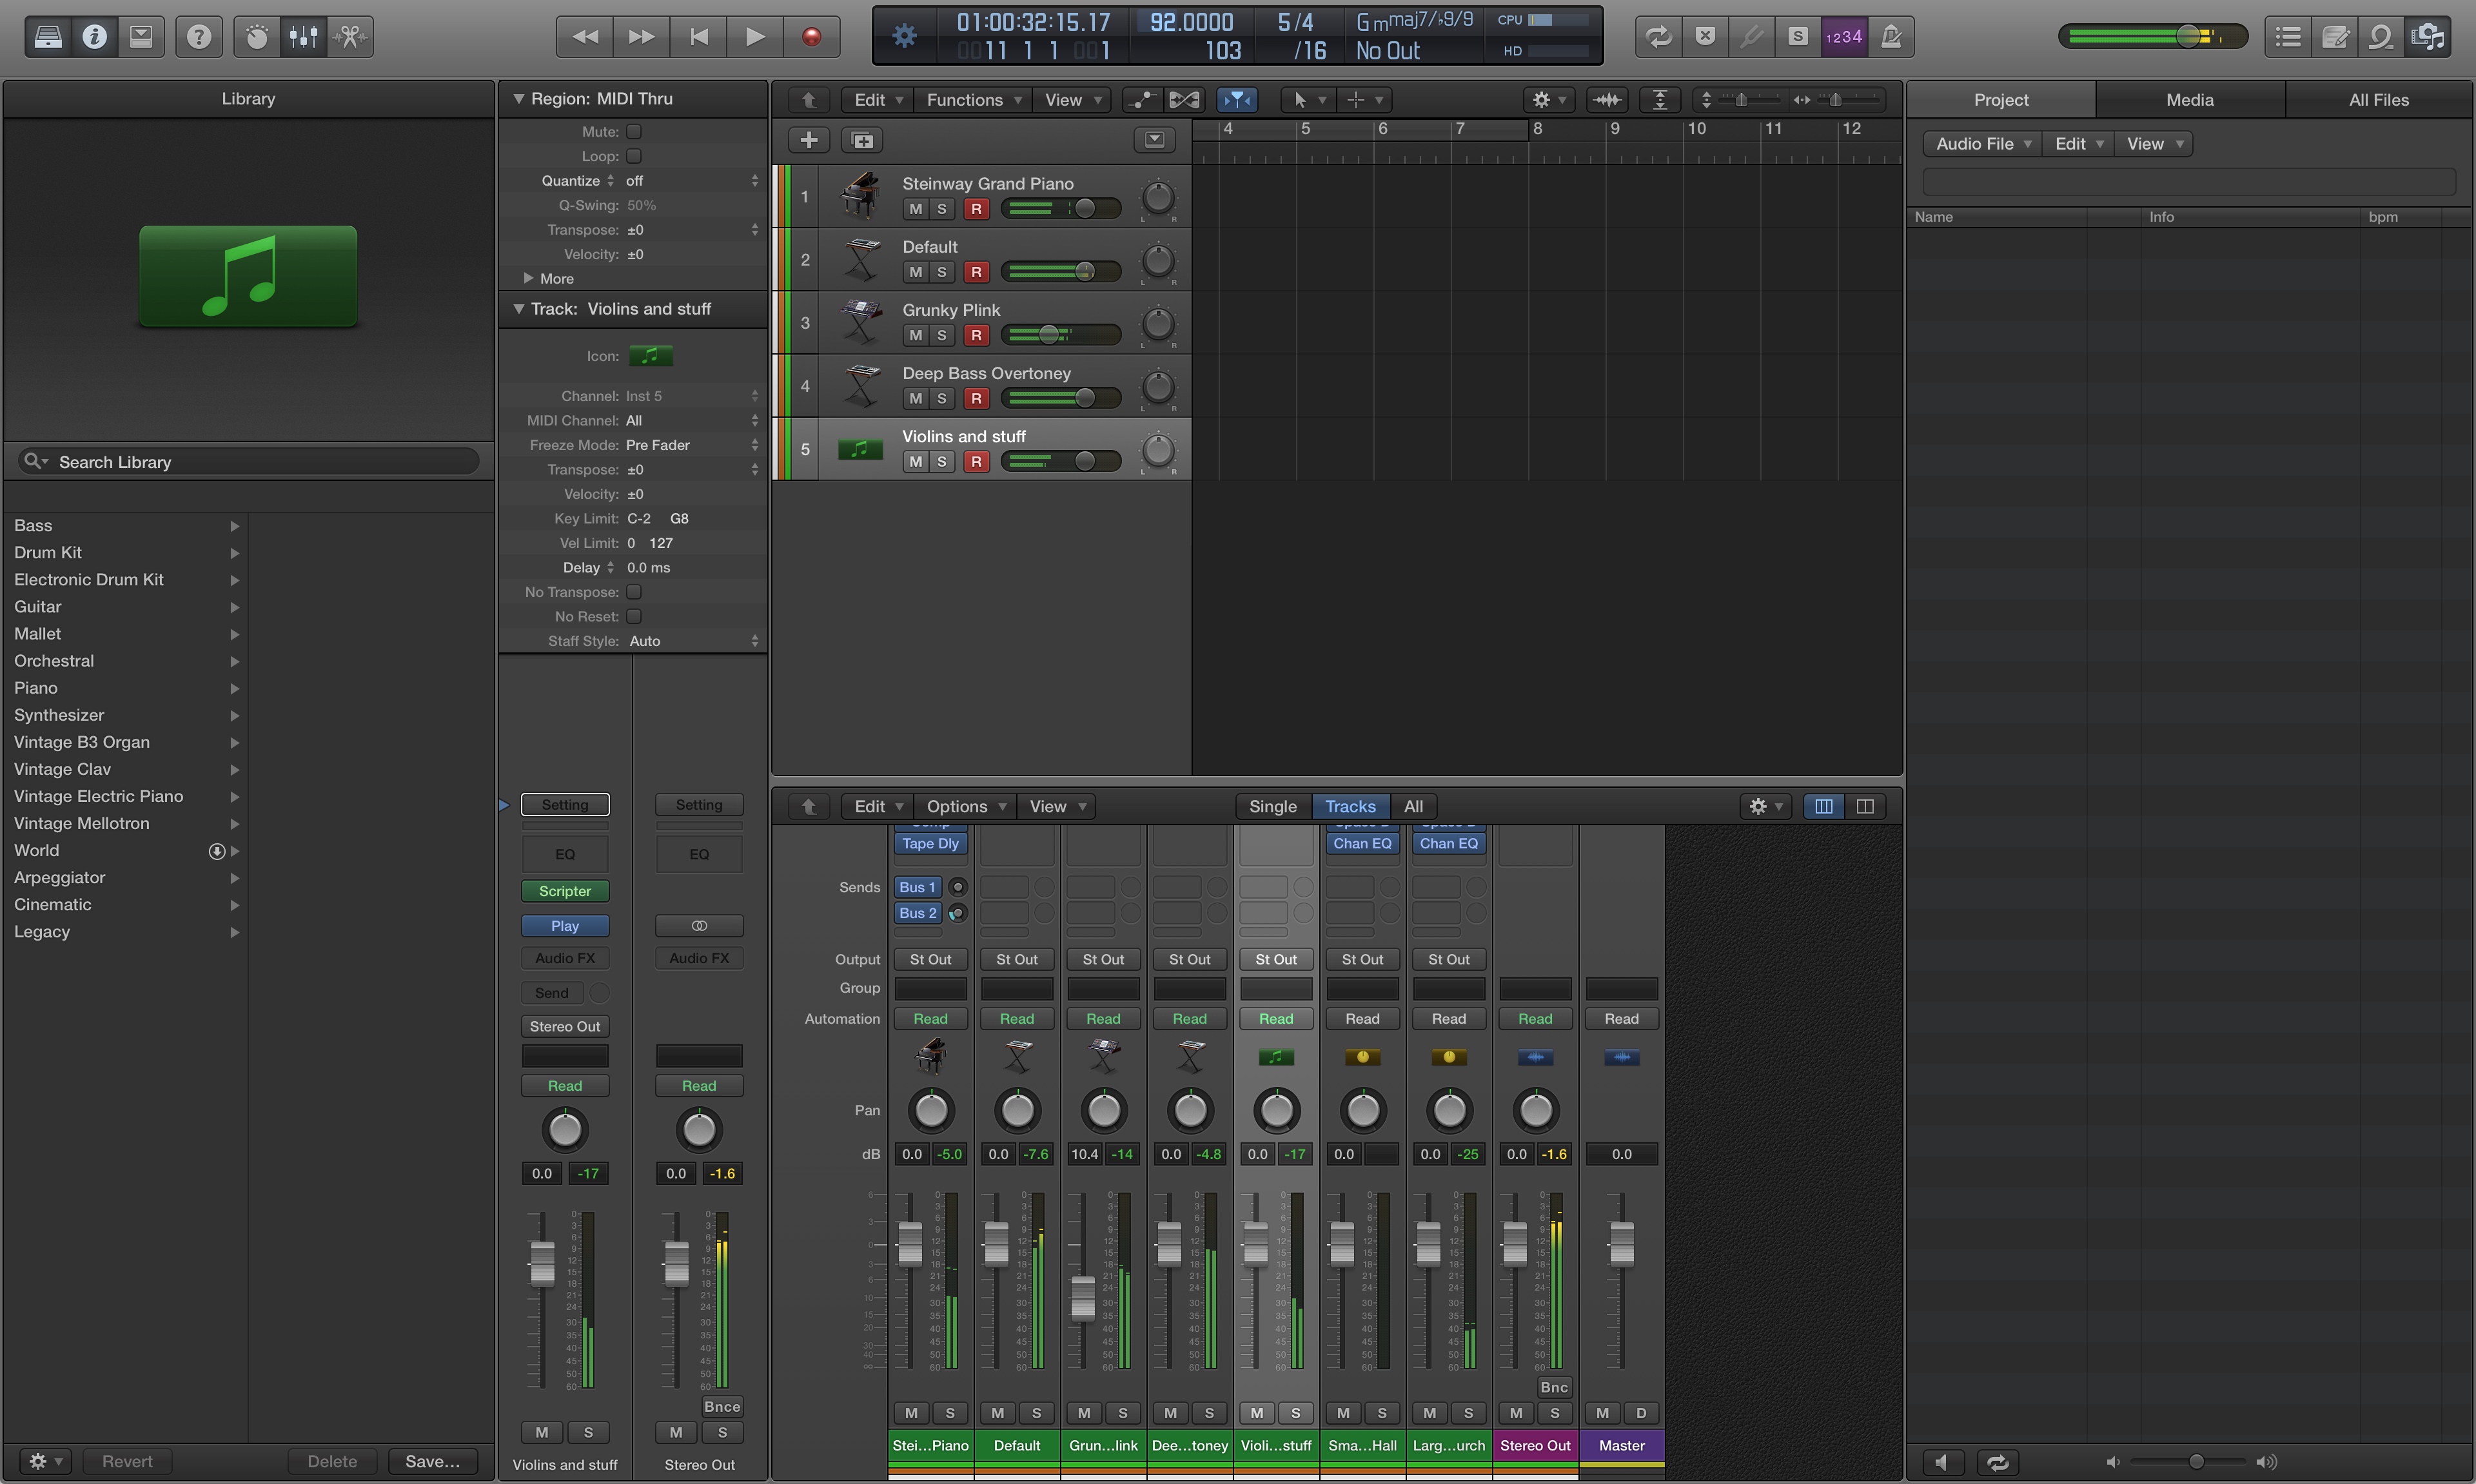 01:00:32:15.17 92.0000 5/4 Gmmaj7/♭9/9 CPU
0011 1 1 001 103 /16 No Out HD
S 1234
Library
Search Library
Bass
Drum Kit
Electronic Drum Kit
Guitar
Mallet
Orchestral
Piano
Synthesizer
Vintage B3 Organ
Vintage Clav
Vintage Electric Piano
Vintage Mellotron
World
Arpeggiator
Cinematic
Legacy
Revert Delete Save...
Region: MIDI Thru
Mute:
Loop:
Quantize off
Q-Swing: 50%
Transpose: ±0
Velocity: ±0
More
Track: Violins and stuff
Icon:
Channel: Inst 5
MIDI Channel: All
Freeze Mode: Pre Fader
Transpose: ±0
Velocity: ±0
Key Limit: C-2 G8
Vel Limit: 0 127
Delay 0.0 ms
No Transpose:
No Reset:
Staff Style: Auto
Setting Setting
EQ EQ
Scripter
Play
Audio FX Audio FX
Send
Stereo Out
Read Read
0.0 -17 0.0 -1.6
Bnce
M S M S
Violins and stuff Stereo Out
Edit Functions View
4 5 6 7 8 9 10 11 12
1 Steinway Grand Piano
M S R L R
2 Default
M S R L R
3 Grunky Plink
M S R L R
4 Deep Bass Overtoney
M S R L R
5 Violins and stuff
M S R L R
Edit Options View Single Tracks All
Tape Dly Chan EQ Chan EQ
Sends Bus 1
Bus 2
Output St Out St Out St Out St Out St Out St Out St Out
Group
Automation Read Read Read Read Read Read Read Read Read
Pan
dB 0.0 -5.0 0.0 -7.6 10.4 -14 0.0 -4.8 0.0 -17 0.0 0.0 -25 0.0 -1.6 0.0
Bnc
M S M S M S M S M S M S M S M S M D
Stei...Piano Default Grun...link Dee...toney Violi...stuff Sma...Hall Larg...urch Stereo Out Master
Project Media All Files
Audio File Edit View
Name Info bpm